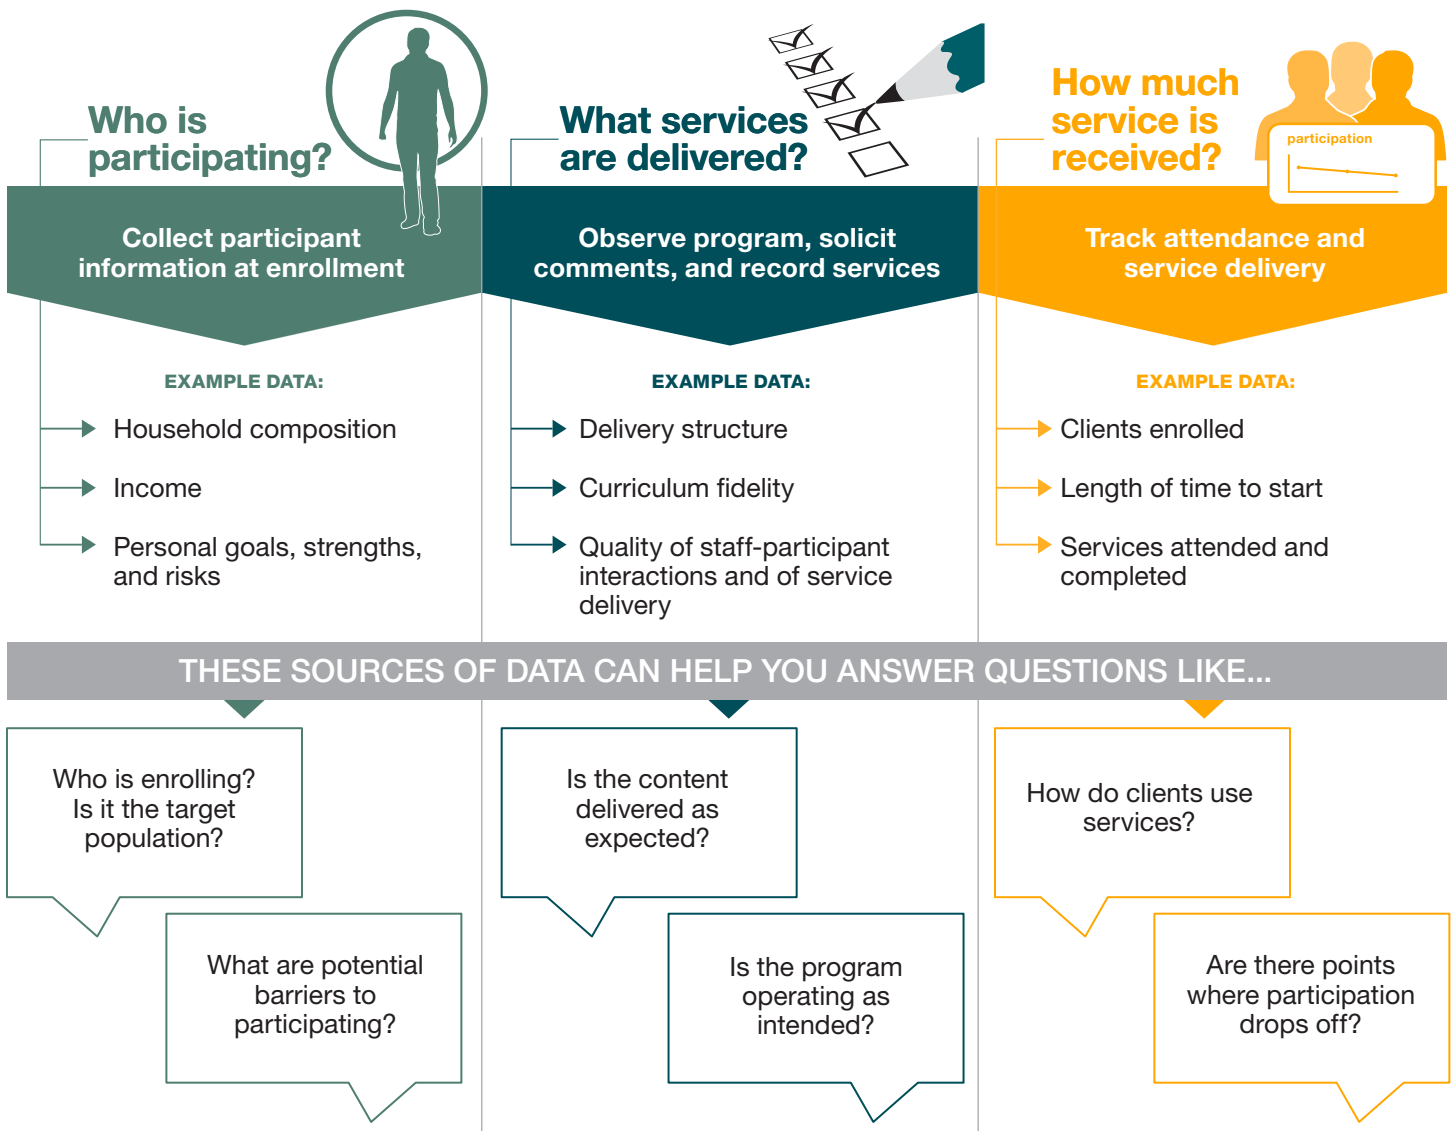 Who is
participating?
Collect participant
information at enrollment
EXAMPLE DATA:
Household composition
Income
Personal goals, strengths,
and risks
What services
are delivered?
Observe program, solicit
comments, and record services
EXAMPLE DATA:
Delivery structure
Curriculum fidelity
Quality of staff-participant
interactions and of service
delivery
How much
service is
received?
participation
Track attendance and
service delivery
EXAMPLE DATA:
Clients enrolled
Length of time to start
Services attended and
completed
THESE SOURCES OF DATA CAN HELP YOU ANSWER QUESTIONS LIKE...
Who is enrolling?
Is it the target
population?
What are potential
barriers to
participating?
Is the content
delivered as
expected?
Is the program
operating as
intended?
How do clients use
services?
Are there points
where participation
drops off?